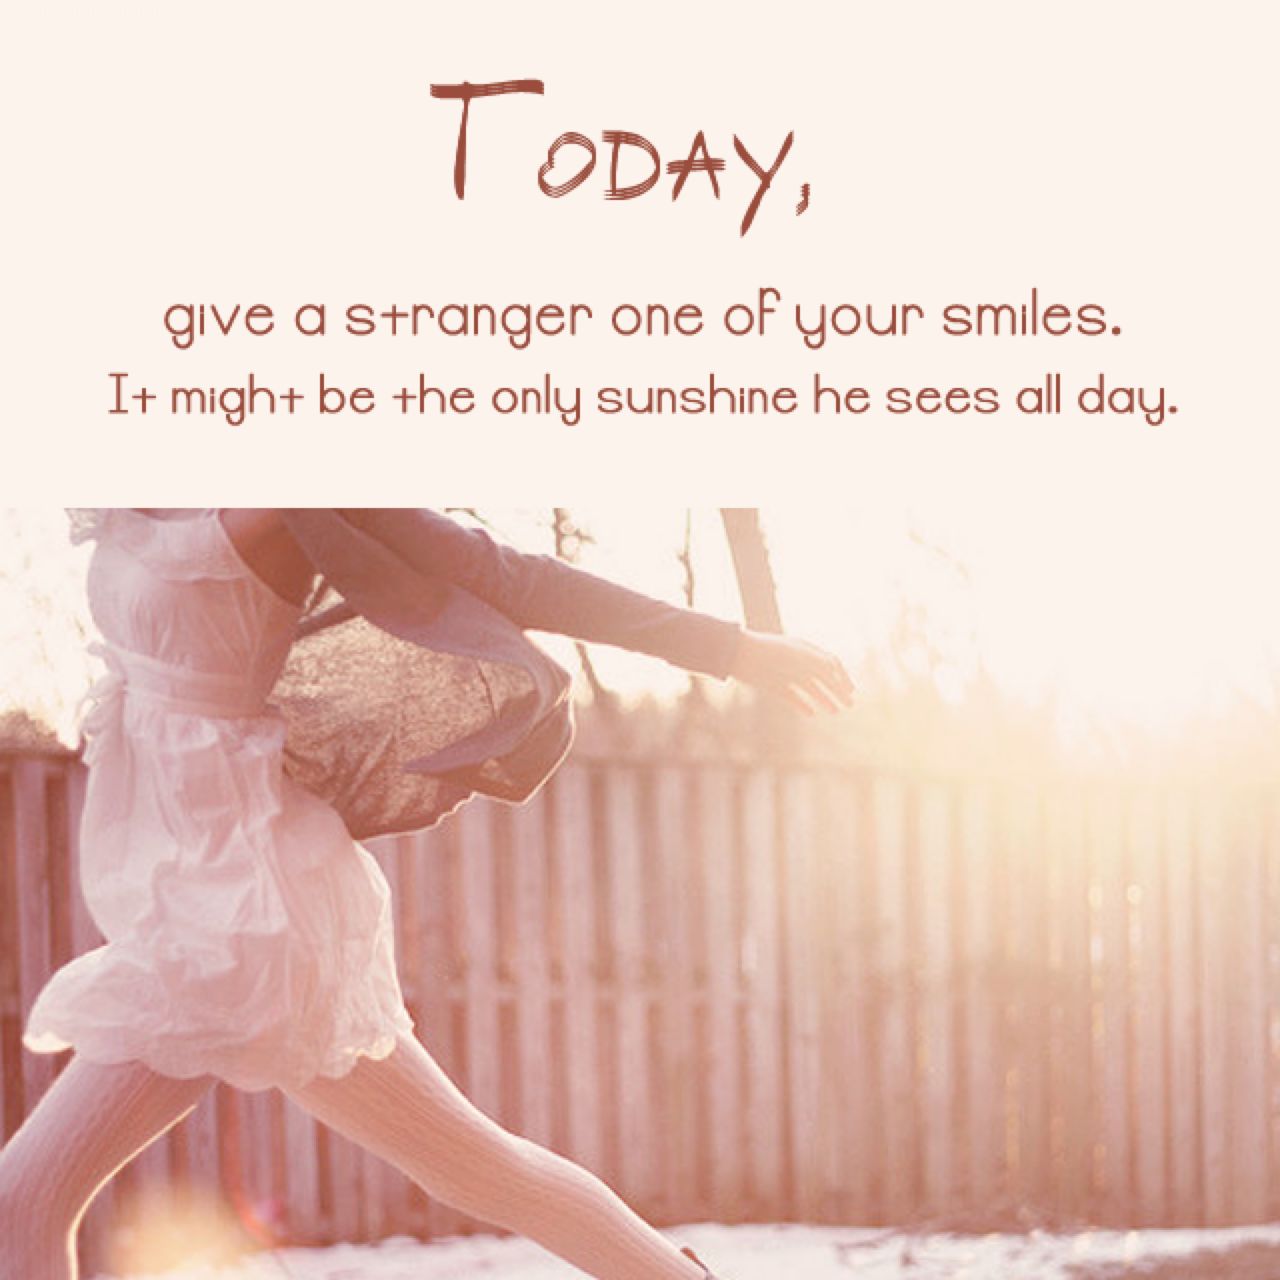 Today,
give a stranger one of your smiles.
It might be the only sunshine he sees all day.